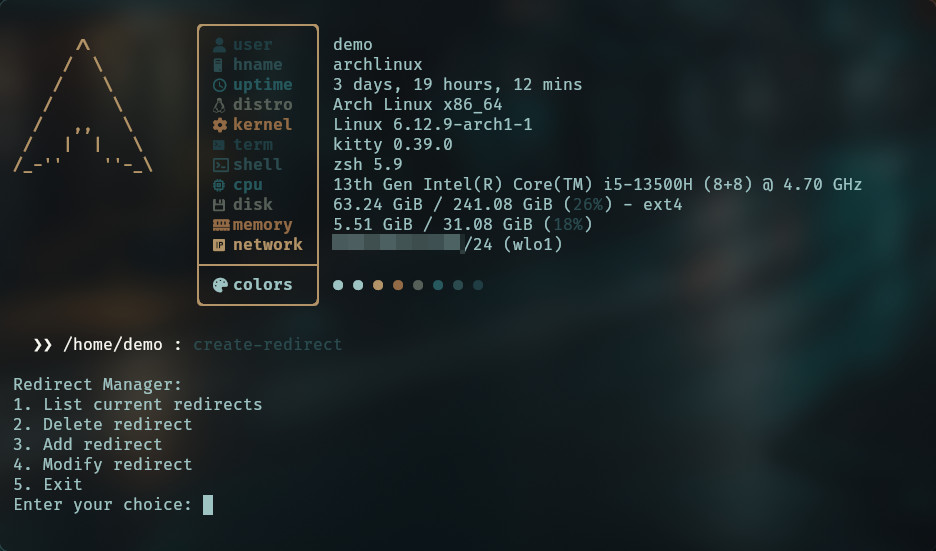 user demo
hname archlinux
uptime 3 days, 19 hours, 12 mins
distro Arch Linux x86_64
kernel Linux 6.12.9-arch1-1
term kitty 0.39.0
shell zsh 5.9
cpu 13th Gen Intel(R) Core(TM) i5-13500H (8+8) @ 4.70 GHz
disk 63.24 GiB / 241.08 GiB (26%) - ext4
memory 5.51 GiB / 31.08 GiB (18%)
network /24 (wlo1)
colors
❯❯ /home/demo : create-redirect
Redirect Manager:
1. List current redirects
2. Delete redirect
3. Add redirect
4. Modify redirect
5. Exit
Enter your choice: